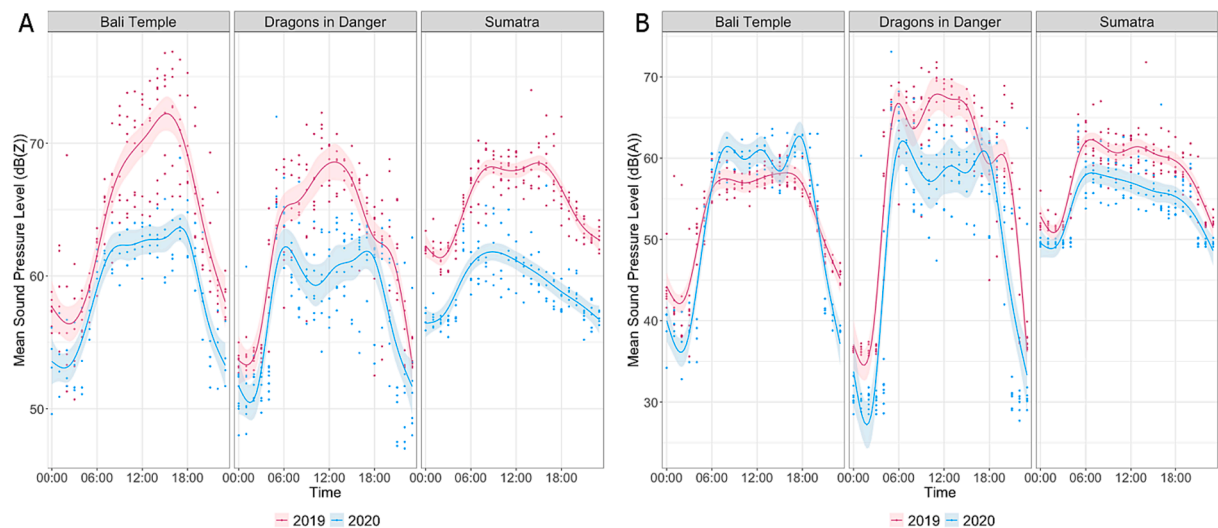 A
Bali Temple Dragons in Danger Sumatra
Mean Sound Pressure Level (dB(Z))
70
60
50
00:00 06:00 12:00 18:00 00:00 06:00 12:00 18:00 00:00 06:00 12:00 18:00
Time
2019 2020
B
Bali Temple Dragons in Danger Sumatra
Mean Sound Pressure Level (dB(A))
70
60
50
40
30
00:00 06:00 12:00 18:00 00:00 06:00 12:00 18:00 00:00 06:00 12:00 18:00
Time
2019 2020